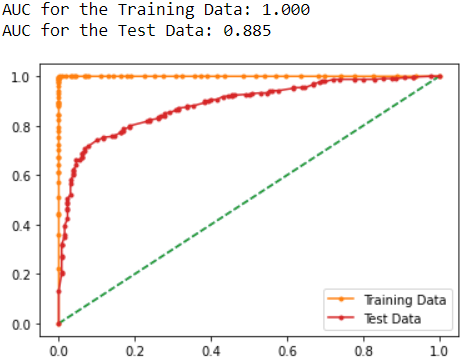 AUC for the Training Data: 1.000
AUC for the Test Data: 0.885
1.0
0.8
0.6
0.4
0.2
0.0
Training Data
Test Data
0.0 0.2 0.4 0.6 0.8 1.0